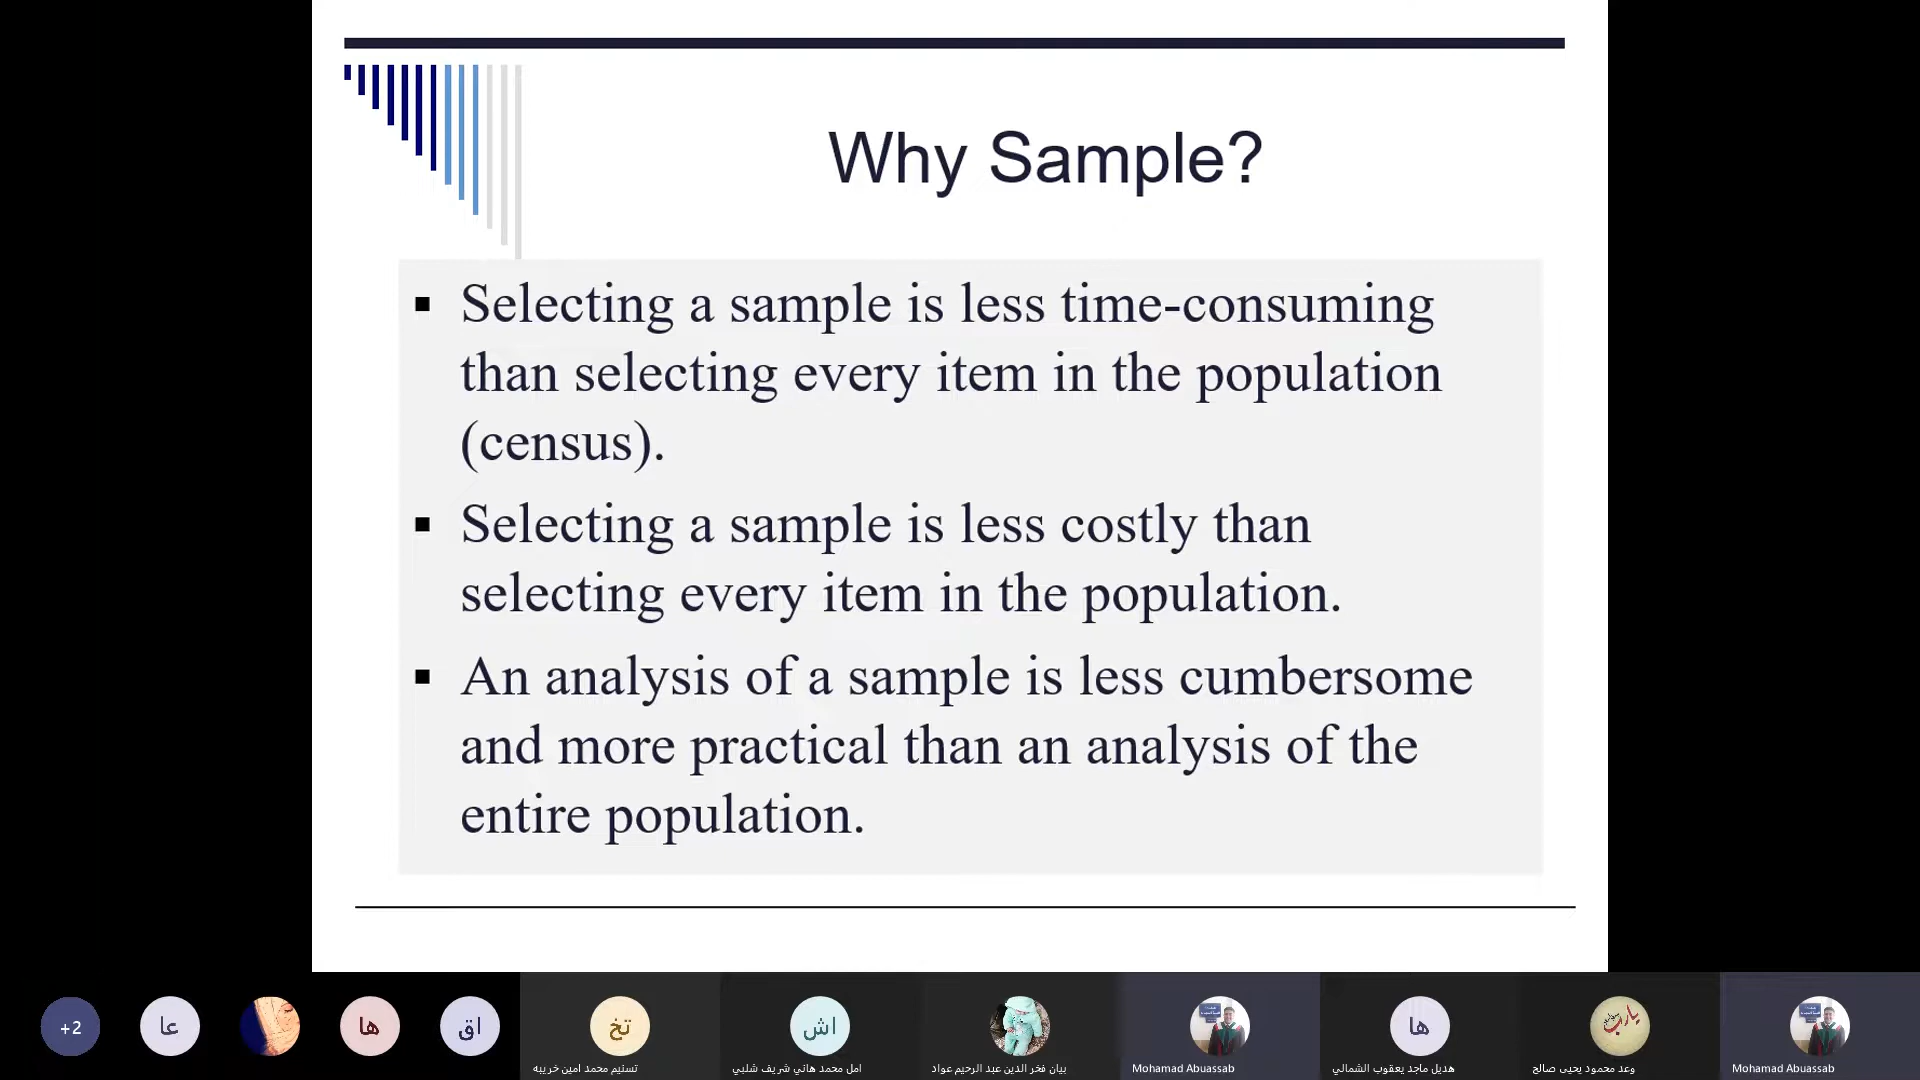 Why Sample?
▪ Selecting a sample is less time-consuming
than selecting every item in the population
(census).
▪ Selecting a sample is less costly than
selecting every item in the population.
▪ An analysis of a sample is less cumbersome
and more practical than an analysis of the
entire population.
+2
عا
ها
اق
تخ
اش
ها
يارب
تسنيم محمد امين خريبه
امل محمد هاني شريف شلبي
بيان فخر الدين عبد الرحيم عواد
Mohamad Abuassab
هديل ماجد يعقوب الشمالي
وعد محمود يحيى صالح
Mohamad Abuassab